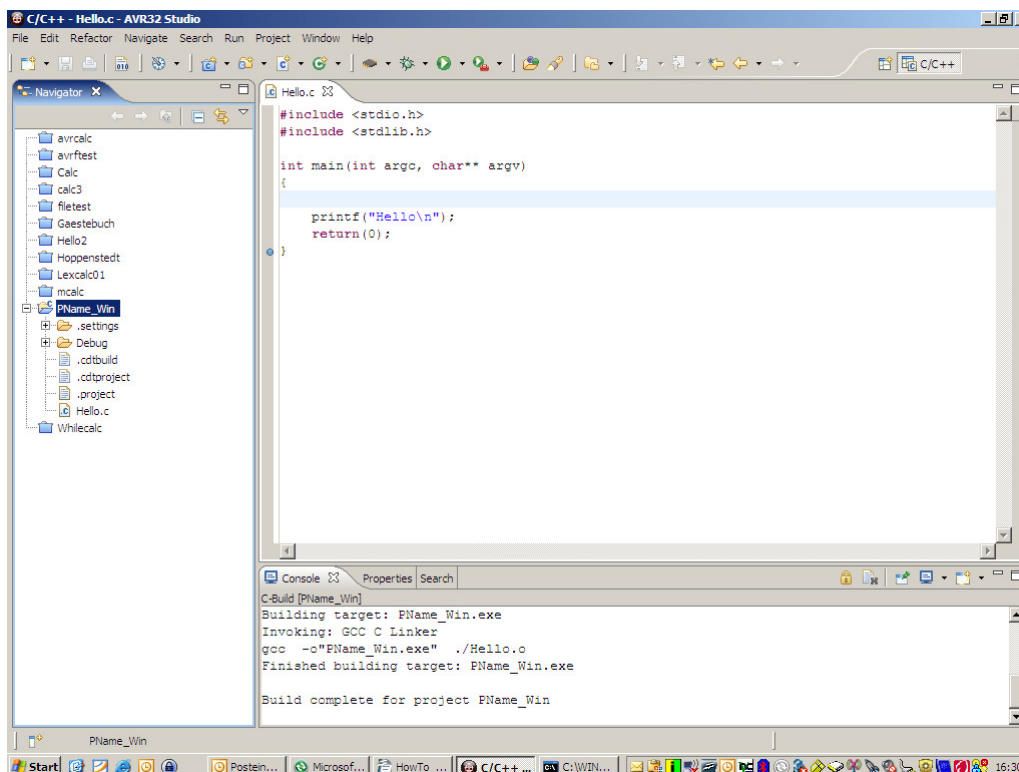 C/C++ - Hello.c - AVR32 Studio
File Edit Refactor Navigate Search Run Project Window Help
C/C++
Navigator
avrcalc
avrftest
Calc
calc3
filetest
Gaestebuch
Hello2
Hoppenstedt
Lexcalc01
mcalc
PName_Win
.settings
Debug
.cdtbuild
.cdtproject
.project
Hello.c
Whilecalc
Hello.c
#include <stdio.h>
#include <stdlib.h>
int main(int argc, char** argv)
{
printf("Hello\n");
return(0);
}
Console Properties Search
C-Build [PName_Win]
Building target: PName_Win.exe
Invoking: GCC C Linker
gcc -o"PName_Win.exe" ./Hello.o
Finished building target: PName_Win.exe
Build complete for project PName_Win
PName_Win
Start Postein... Microsof... HowTo ... C/C++ ... C:\WIN... 16:30